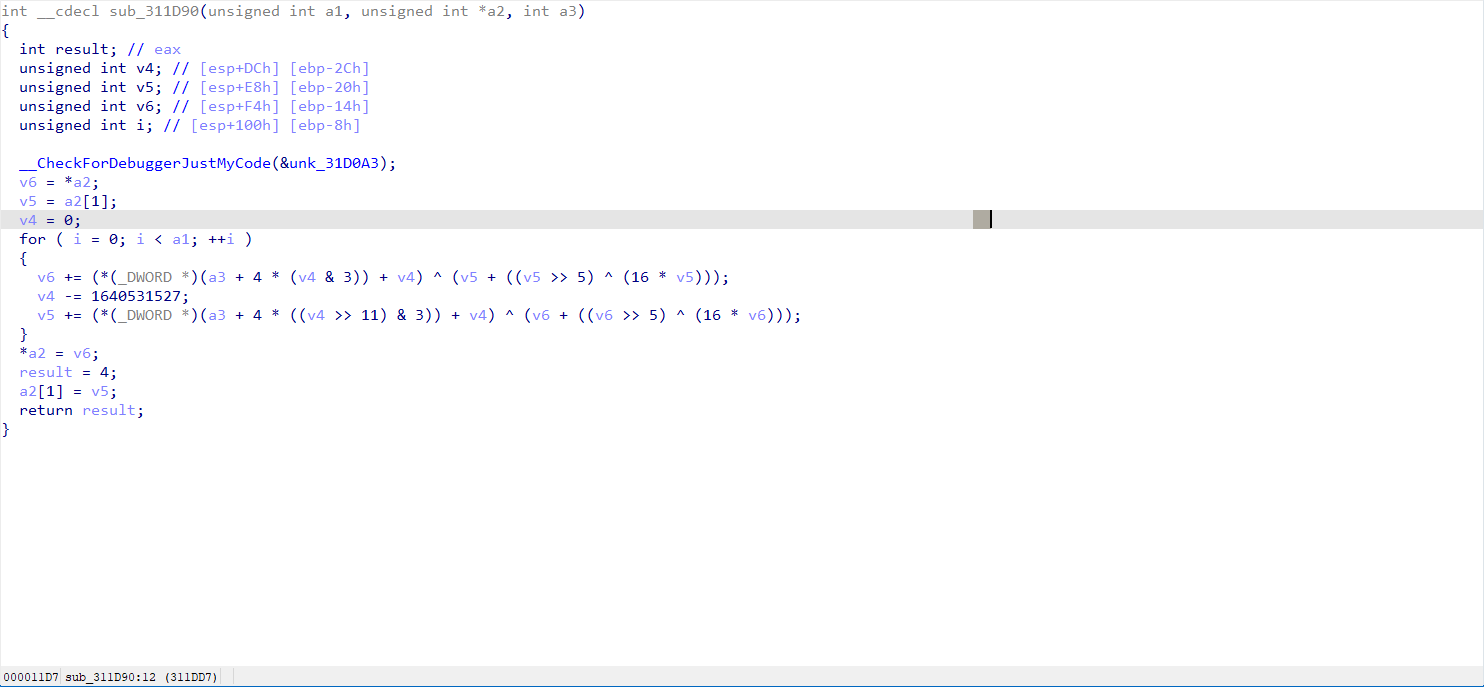 int __cdecl sub_311D90(unsigned int a1, unsigned int *a2, int a3)
{
  int result; // eax
  unsigned int v4; // [esp+DCh] [ebp-2Ch]
  unsigned int v5; // [esp+E8h] [ebp-20h]
  unsigned int v6; // [esp+F4h] [ebp-14h]
  unsigned int i; // [esp+100h] [ebp-8h]

  __CheckForDebuggerJustMyCode(&unk_31D0A3);
  v6 = *a2;
  v5 = a2[1];
  v4 = 0;
  for ( i = 0; i < a1; ++i )
  {
    v6 += (*(_DWORD *)(a3 + 4 * (v4 & 3)) + v4) ^ (v5 + ((v5 >> 5) ^ (16 * v5)));
    v4 -= 1640531527;
    v5 += (*(_DWORD *)(a3 + 4 * ((v4 >> 11) & 3)) + v4) ^ (v6 + ((v6 >> 5) ^ (16 * v6)));
  }
  *a2 = v6;
  result = 4;
  a2[1] = v5;
  return result;
}
000011D7 sub_311D90:12 (311DD7)